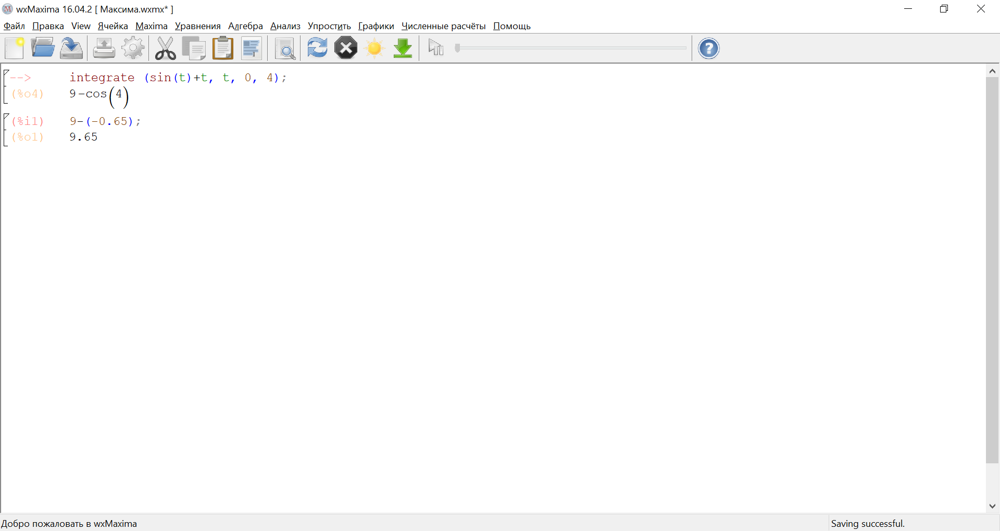 wxMaxima 16.04.2 [ Максима.wxmx* ]
Файл Правка View Ячейка Maxima Уравнения Алгебра Анализ Упростить Графики Численные расчёты Помощь
--> integrate (sin(t)+t, t, 0, 4);
(%o4) 9-cos(4)
(%i1) 9-(-0.65);
(%o1) 9.65
Добро пожаловать в wxMaxima Saving successful.